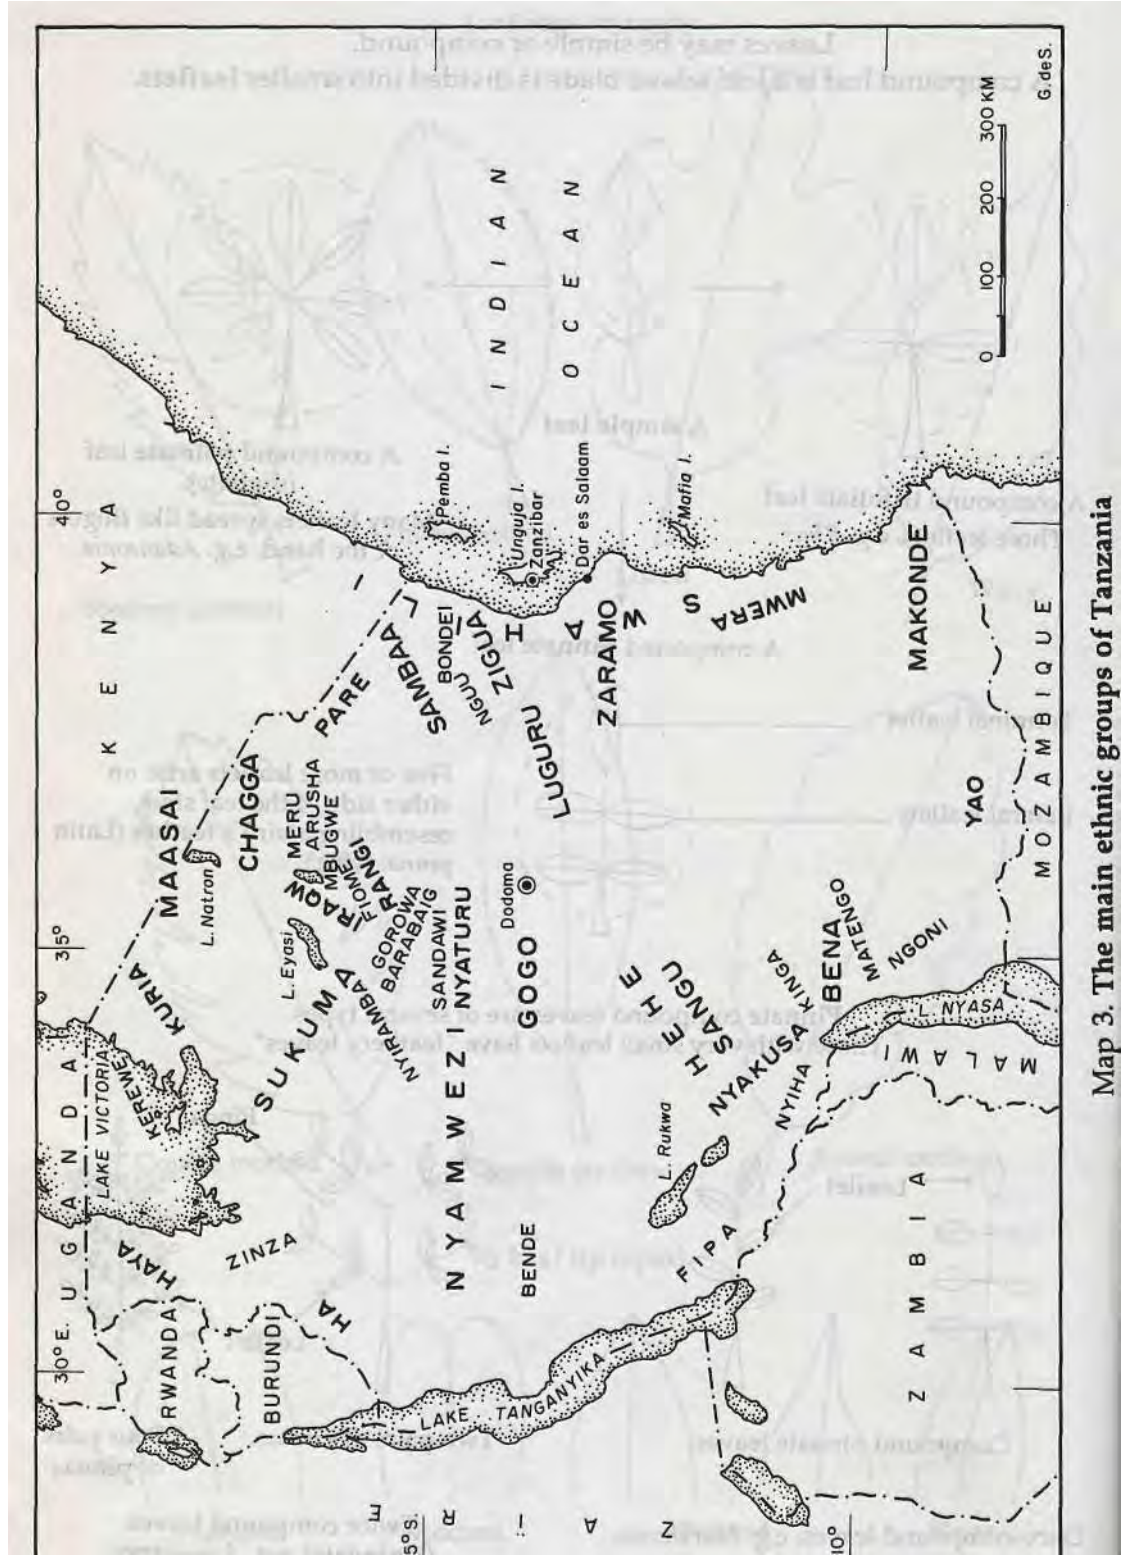 30° E.
35°
40°
5° S.
10°
UGANDA
KENYA
RWANDA
BURUNDI
ZAÏRE
ZAMBIA
MALAWI
MOZAMBIQUE
INDIAN
OCEAN
LAKE VICTORIA
KEREWE
HAYA
ZINZA
HA
KURIA
SUKUMA
MAASAI
L. Natron
L. Eyasi
CHAGGA
MERU
ARUSHA
MBUGWE
IRAQW
FIOME
RANGI
GOROWA
BARABAIG
SANDAWI
NYIRAMBA
NYATURU
NYAMWEZI
PARE
SAMBAA
BONDEI
NGUU
ZIGUA
SWAHILI
Pemba I.
Unguja I.
Zanzibar
Dar es Salaam
Mafia I.
LUGURU
ZARAMO
Dodoma
GOGO
BENDE
LAKE TANGANYIKA
FIPA
L. Rukwa
HEHE
SANGU
NYAKUSA
KINGA
NYIHA
BENA
MATENGO
NGONI
L. NYASA
MWERA
MAKONDE
YAO
0 100 200 300 KM
G. de S.
Map 3. The main ethnic groups of Tanzania